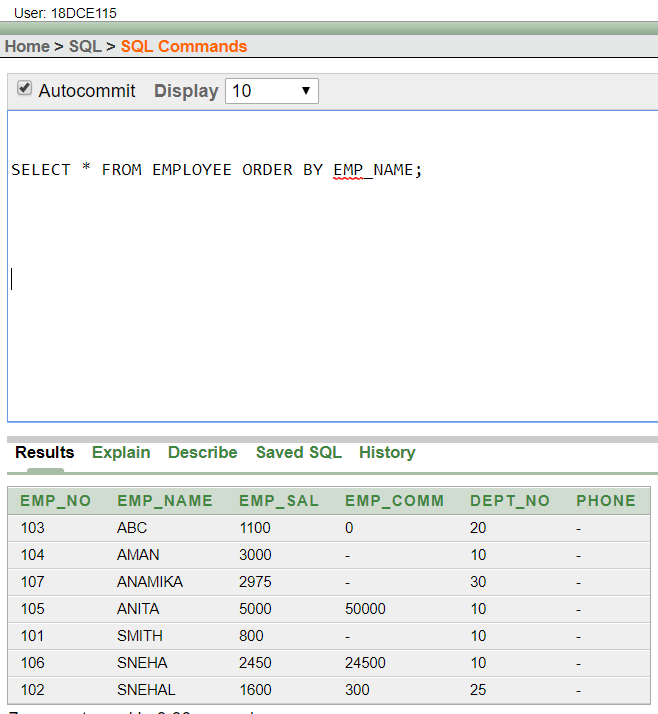 User: 18DCE115
Home > SQL > SQL Commands
Autocommit Display 10
SELECT * FROM EMPLOYEE ORDER BY EMP_NAME;
Results Explain Describe Saved SQL History
EMP_NO EMP_NAME EMP_SAL EMP_COMM DEPT_NO PHONE
103 ABC 1100 0 20 -
104 AMAN 3000 - 10 -
107 ANAMIKA 2975 - 30 -
105 ANITA 5000 50000 10 -
101 SMITH 800 - 10 -
106 SNEHA 2450 24500 10 -
102 SNEHAL 1600 300 25 -